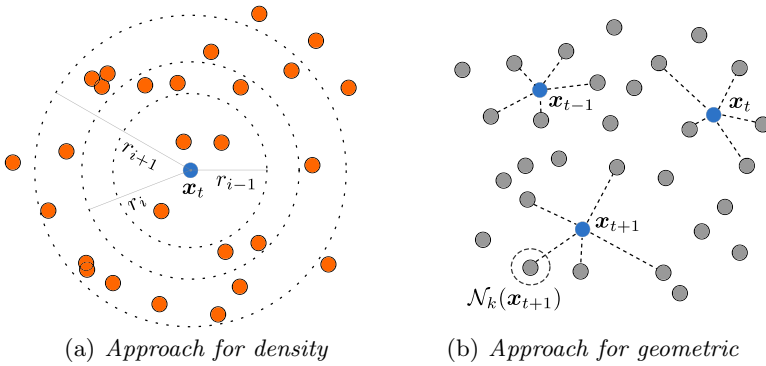 r_{i+1}
r_{i-1}
x_t
r_i
(a) Approach for density
x_{t-1}
x_t
x_{t+1}
N_k(x_{t+1})
(b) Approach for geometric